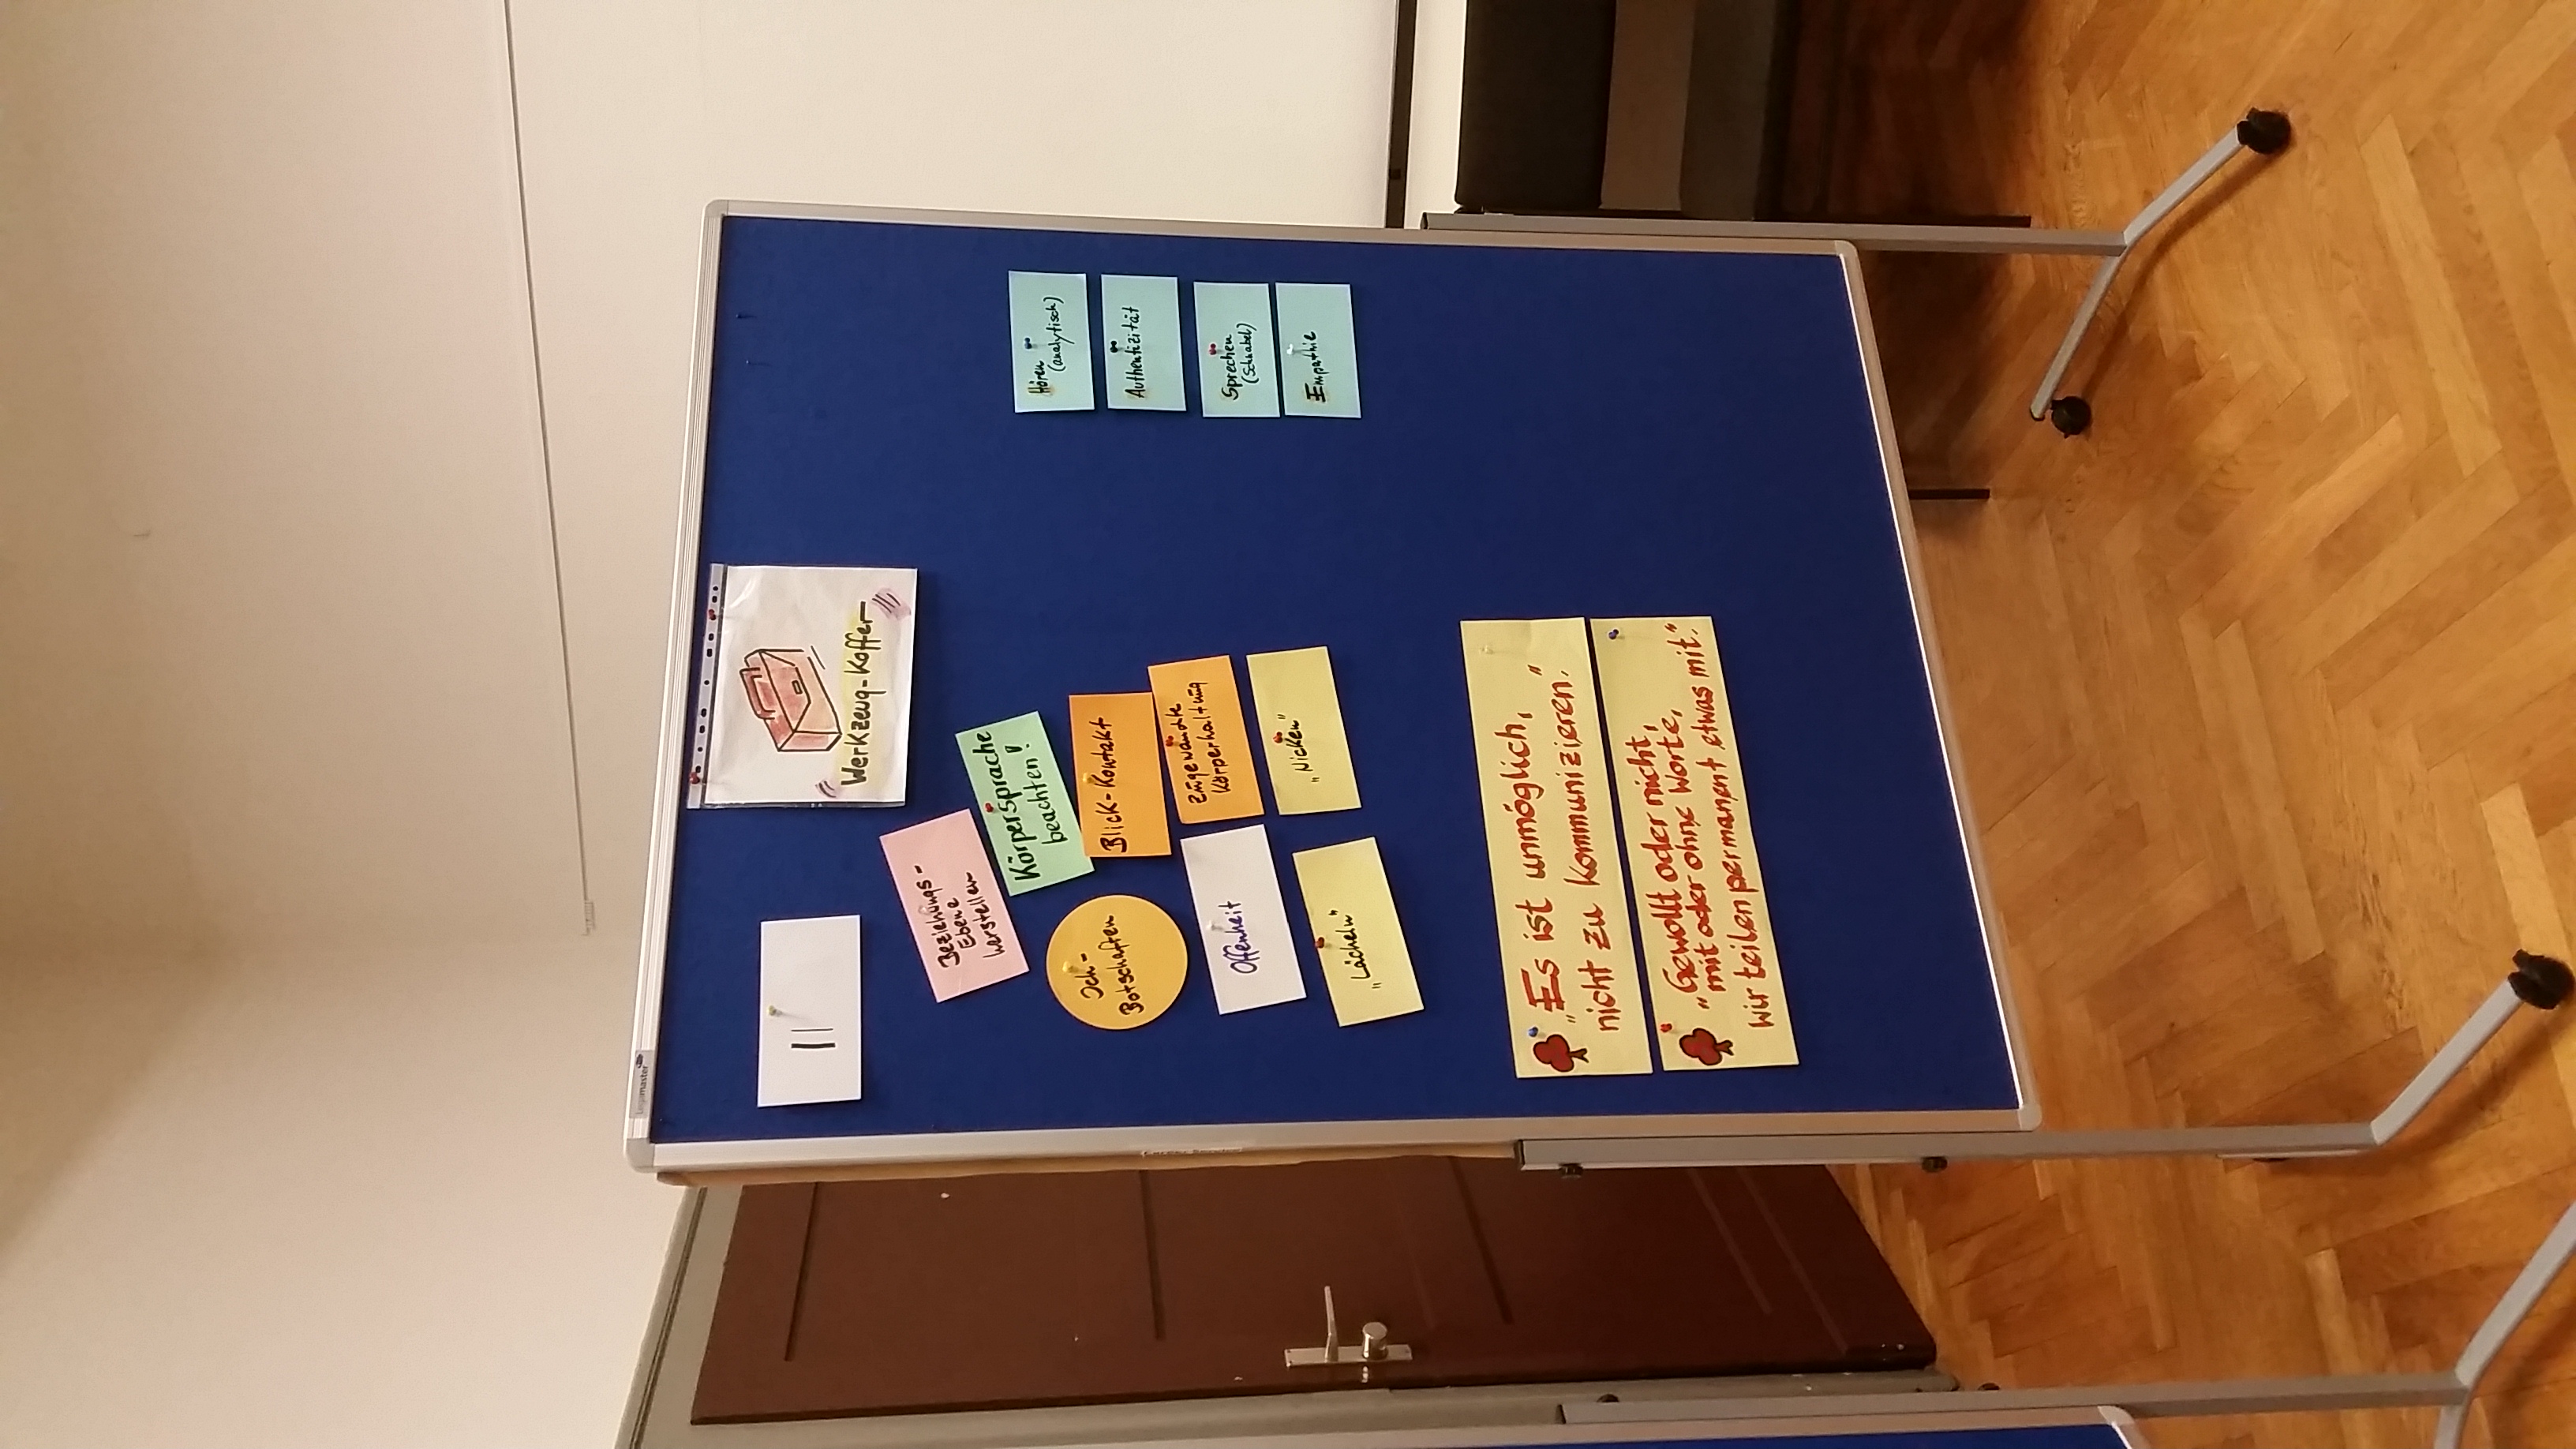 Legamaster
||
Werkzeug-Koffer
Beziehungs-
Ebene
herstellen
Körpersprache
beachten!
Ich-
Botschaften
Blick-Kontakt
Zugewandte
Körperhaltung
Offenheit
„Nicken“
„Lächeln“
Hören
(analytisch)
Authentizität
Sprechen
(Schnabel)
Empathie
„Es ist unmöglich,
nicht zu kommunizieren.“
„Gewollt oder nicht,
mit oder ohne Worte,
wir teilen permanent etwas mit.“